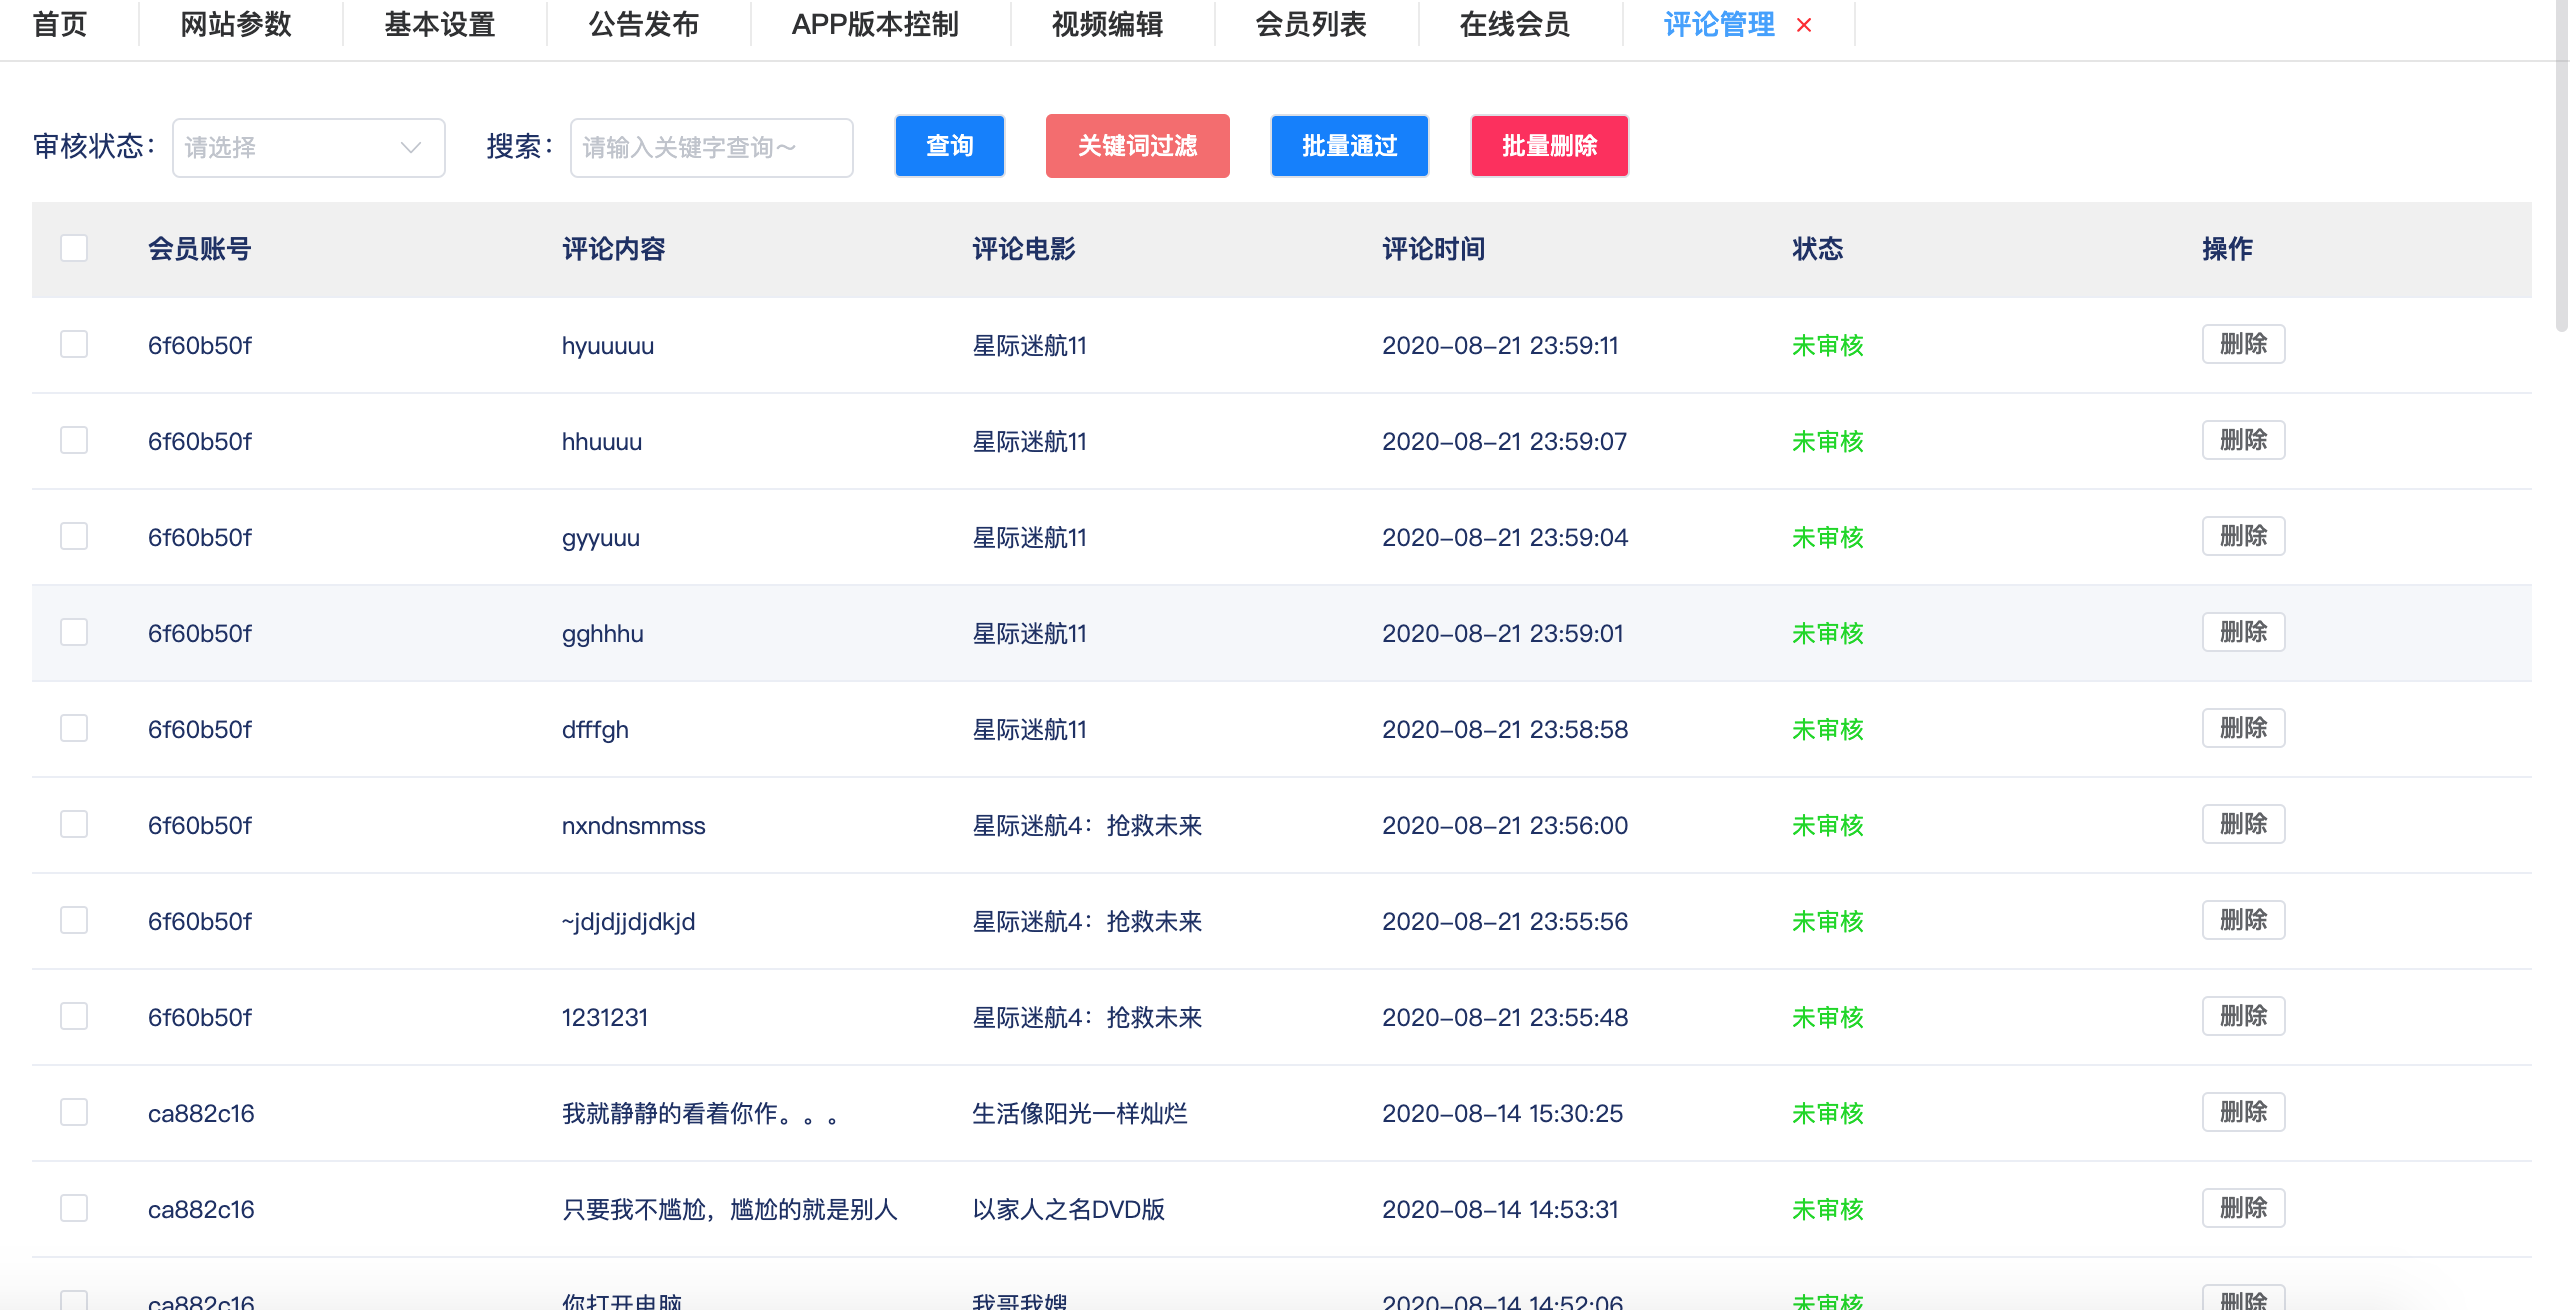 首页 网站参数 基本设置 公告发布 APP版本控制 视频编辑 会员列表 在线会员 评论管理 ×
审核状态： 请选择 搜索： 请输入关键字查询～ 查询 关键词过滤 批量通过 批量删除
会员账号 评论内容 评论电影 评论时间 状态 操作
6f60b50f hyuuuuu 星际迷航11 2020-08-21 23:59:11 未审核 删除
6f60b50f hhuuuu 星际迷航11 2020-08-21 23:59:07 未审核 删除
6f60b50f gyyuuu 星际迷航11 2020-08-21 23:59:04 未审核 删除
6f60b50f gghhhu 星际迷航11 2020-08-21 23:59:01 未审核 删除
6f60b50f dfffgh 星际迷航11 2020-08-21 23:58:58 未审核 删除
6f60b50f nxndnsmmss 星际迷航4：抢救未来 2020-08-21 23:56:00 未审核 删除
6f60b50f ~jdjdjjdjdkjd 星际迷航4：抢救未来 2020-08-21 23:55:56 未审核 删除
6f60b50f 1231231 星际迷航4：抢救未来 2020-08-21 23:55:48 未审核 删除
ca882c16 我就静静的看着你作。。。 生活像阳光一样灿烂 2020-08-14 15:30:25 未审核 删除
ca882c16 只要我不尴尬，尴尬的就是别人 以家人之名DVD版 2020-08-14 14:53:31 未审核 删除
ca882c16 你打开电脑 我哥我嫂 2020-08-14 14:52:06 未审核 删除